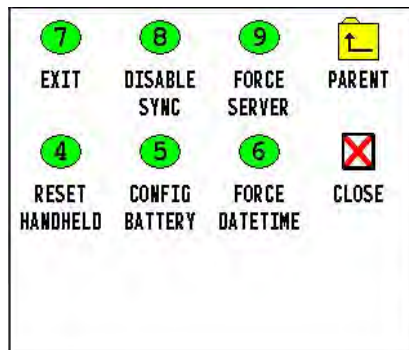 7 8 9
EXIT DISABLE SYNC FORCE SERVER PARENT
4 5 6
RESET HANDHELD CONFIG BATTERY FORCE DATETIME CLOSE